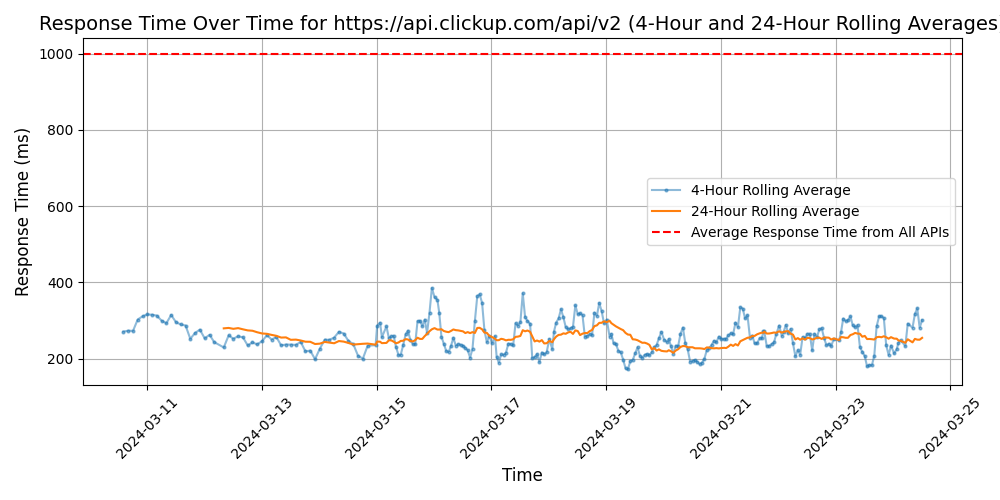 Response Time Over Time for https://api.clickup.com/api/v2 (4-Hour and 24-Hour Rolling Averages
1000
800
600
400
200
Response Time (ms)
4-Hour Rolling Average
24-Hour Rolling Average
Average Response Time from All APIs
2024-03-11
2024-03-13
2024-03-15
2024-03-17
2024-03-19
2024-03-21
2024-03-23
2024-03-25
Time